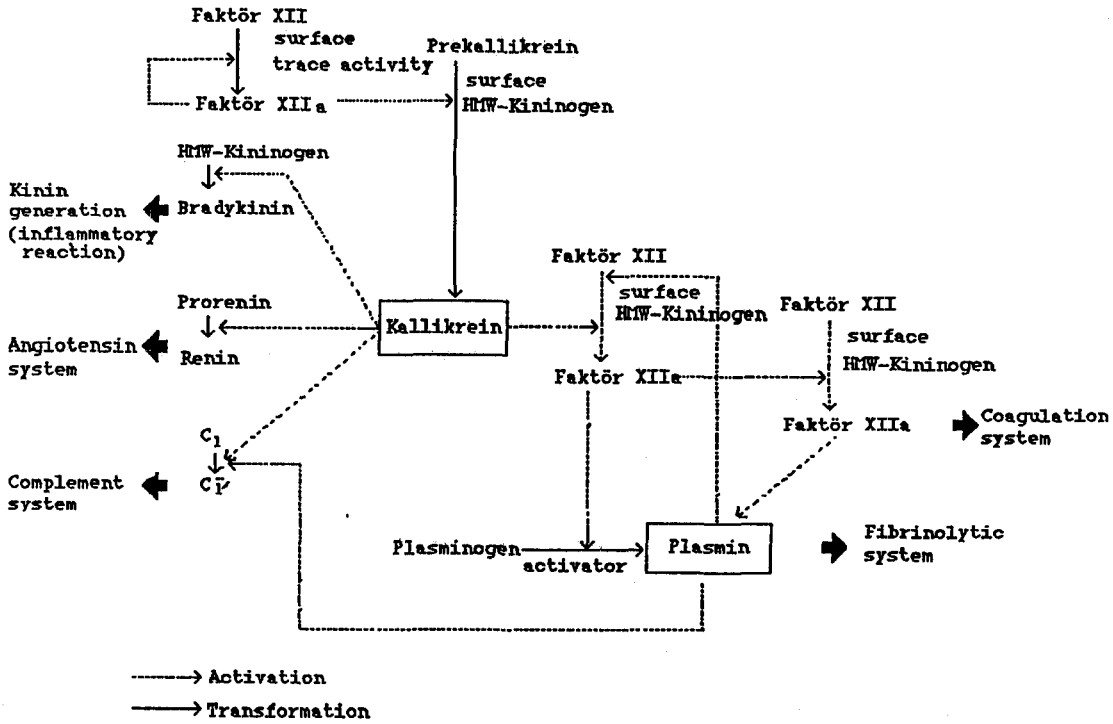 Faktör XII
surface
trace activity
Prekallikrein
surface
HMW-Kininogen
Faktör XIIa
HMW-Kininogen
Bradykinin
Kinin
generation
(inflammatory
reaction)
Prorenin
Renin
Angiotensin
system
Kallikrein
Faktör XII
surface
HMW-Kininogen
Faktör XIIa
Faktör XII
surface
HMW-Kininogen
Faktör XIIa
Coagulation
system
C1
C1̄
Complement
system
Plasminogen
activator
Plasmin
Fibrinolytic
system
Activation
Transformation